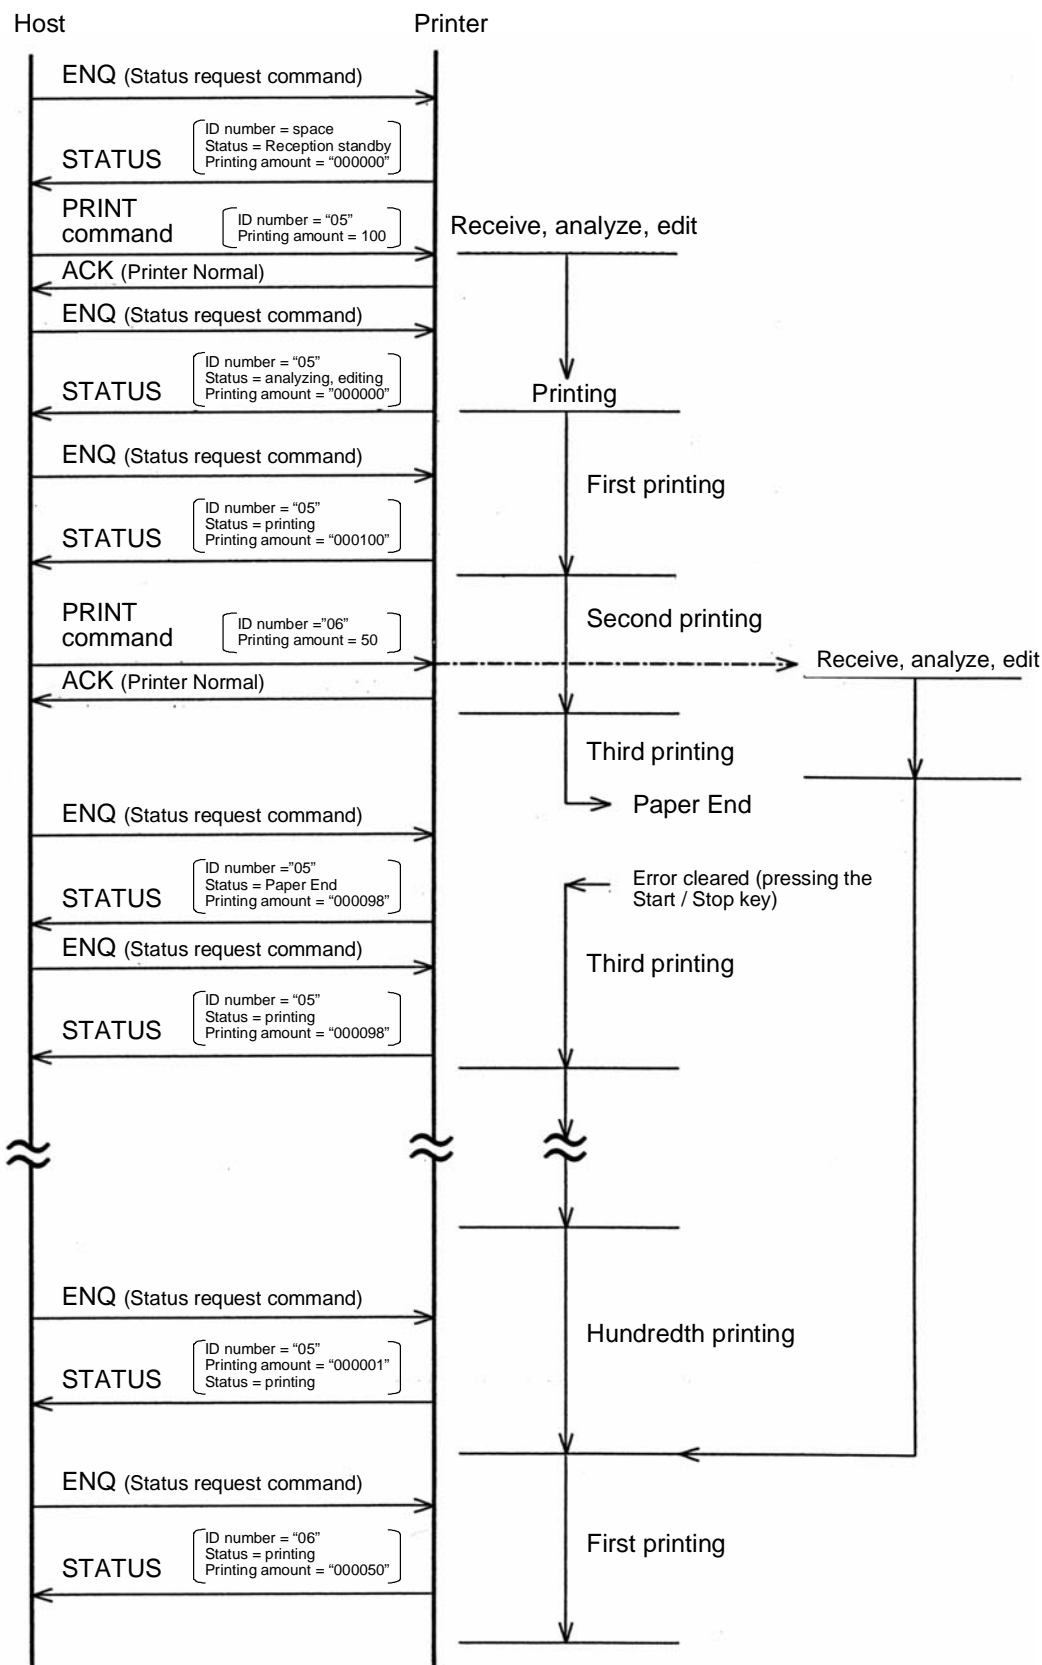 Host
Printer
ENQ (Status request command)
ID number = space
Status = Reception standby
Printing amount = “000000”
STATUS
PRINT
command
ID number = “05”
Printing amount = 100
Receive, analyze, edit
ACK (Printer Normal)
ENQ (Status request command)
ID number = “05”
Status = analyzing, editing
Printing amount = ”000000”
STATUS
Printing
ENQ (Status request command)
First printing
ID number = “05”
Status = printing
Printing amount = “000100”
STATUS
PRINT
command
ID number =”06”
Printing amount = 50
Second printing
Receive, analyze, edit
ACK (Printer Normal)
Third printing
Paper End
ENQ (Status request command)
ID number =”05”
Status = Paper End
Printing amount = “000098”
STATUS
Error cleared (pressing the
Start / Stop key)
ENQ (Status request command)
Third printing
ID number = “05”
Status = printing
Printing amount = “000098”
STATUS
ENQ (Status request command)
Hundredth printing
ID number = “05”
Printing amount = “000001”
Status = printing
STATUS
ENQ (Status request command)
First printing
ID number = “06”
Status = printing
Printing amount = “000050”
STATUS